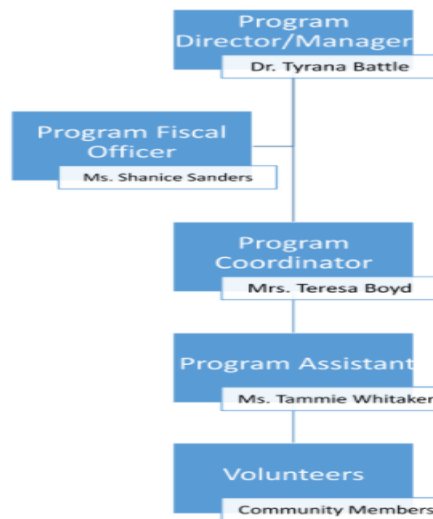 Program
Director/Manager
Dr. Tyrana Battle
Program Fiscal
Officer
Ms. Shanice Sanders
Program
Coordinator
Mrs. Teresa Boyd
Program Assistant
Ms. Tammie Whitaker
Volunteers
Community Members